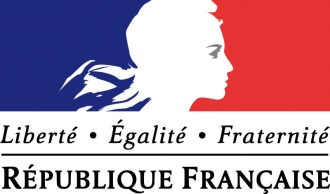 Liberté • Égalité • Fraternité
RÉPUBLIQUE FRANÇAISE